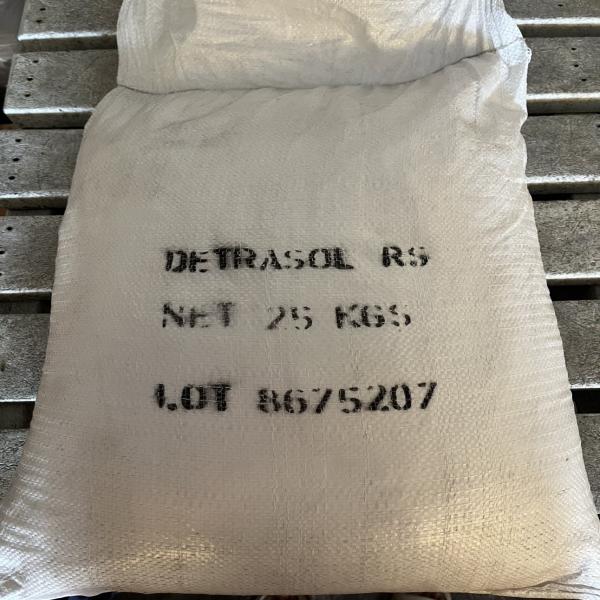 DETRASOL RS
NET 25 KGS
LOT 8675207